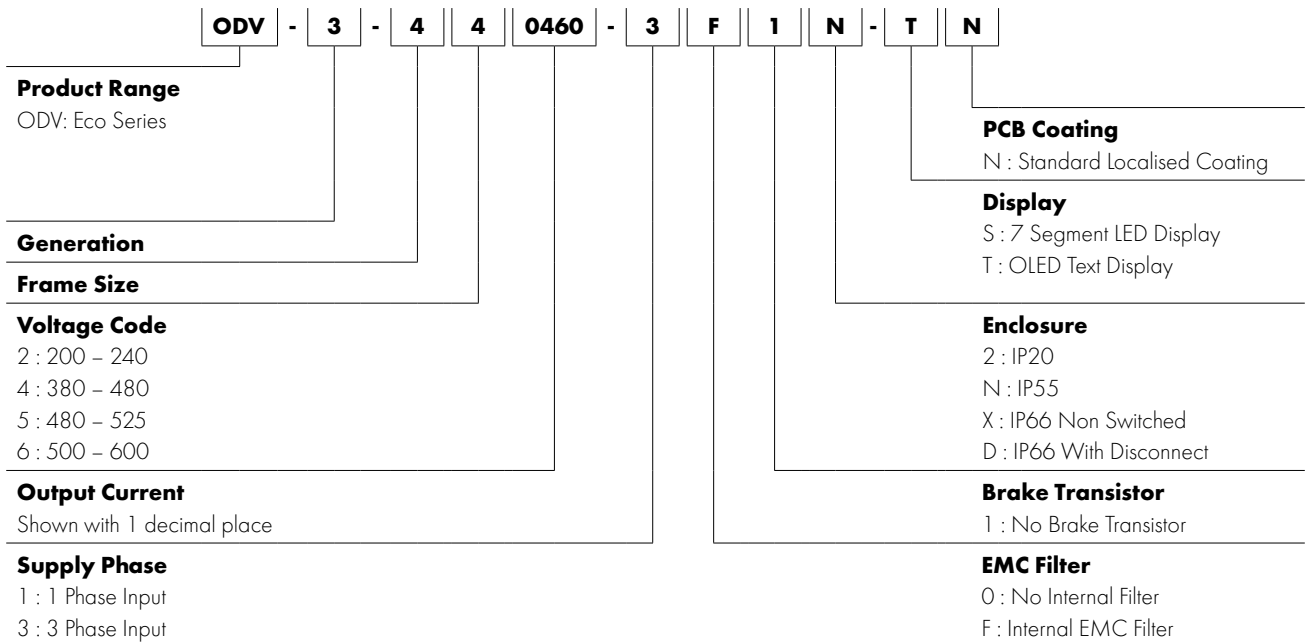 ODV - 3 - 4 4 0460 - 3 F 1 N - T N
Product Range
ODV: Eco Series
Generation
Frame Size
Voltage Code
2 : 200 – 240
4 : 380 – 480
5 : 480 – 525
6 : 500 – 600
Output Current
Shown with 1 decimal place
Supply Phase
1 : 1 Phase Input
3 : 3 Phase Input
PCB Coating
N : Standard Localised Coating
Display
S : 7 Segment LED Display
T : OLED Text Display
Enclosure
2 : IP20
N : IP55
X : IP66 Non Switched
D : IP66 With Disconnect
Brake Transistor
1 : No Brake Transistor
EMC Filter
0 : No Internal Filter
F : Internal EMC Filter